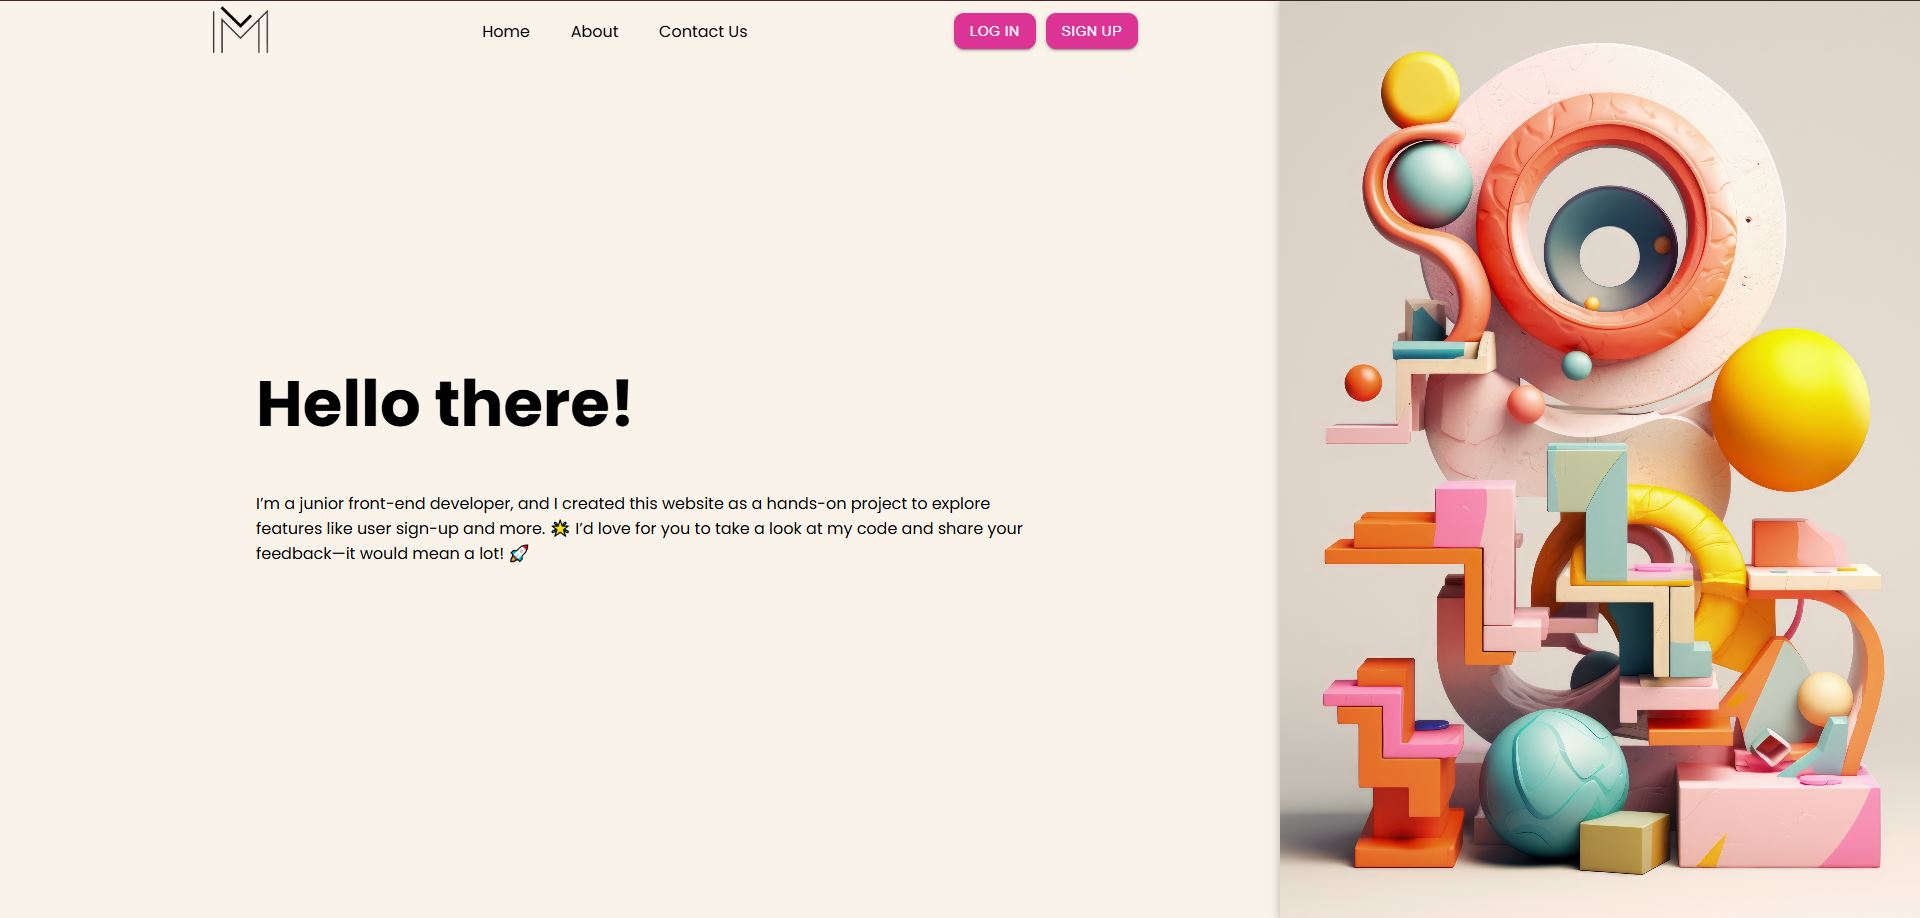 M
Home About Contact Us LOG IN SIGN UP
Hello there!
I’m a junior front-end developer, and I created this website as a hands-on project to explore
features like user sign-up and more. 🌟 I’d love for you to take a look at my code and share your
feedback—it would mean a lot! 🚀